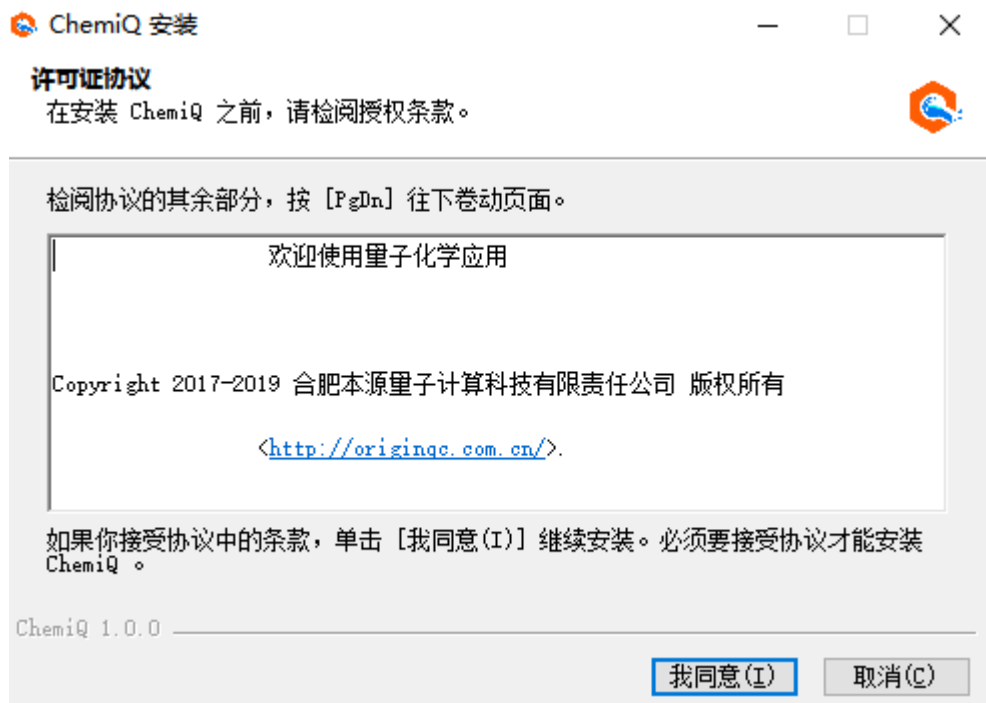 ChemiQ 安装
许可证协议
在安装 ChemiQ 之前，请检阅授权条款。
检阅协议的其余部分，按 [PgDn] 往下卷动页面。
欢迎使用量子化学应用
Copyright 2017-2019 合肥本源量子计算科技有限责任公司 版权所有
<http://originqc.com.cn/>.
如果你接受协议中的条款，单击 [我同意(I)] 继续安装。必须要接受协议才能安装
ChemiQ 。
ChemiQ 1.0.0
我同意(I)
取消(C)